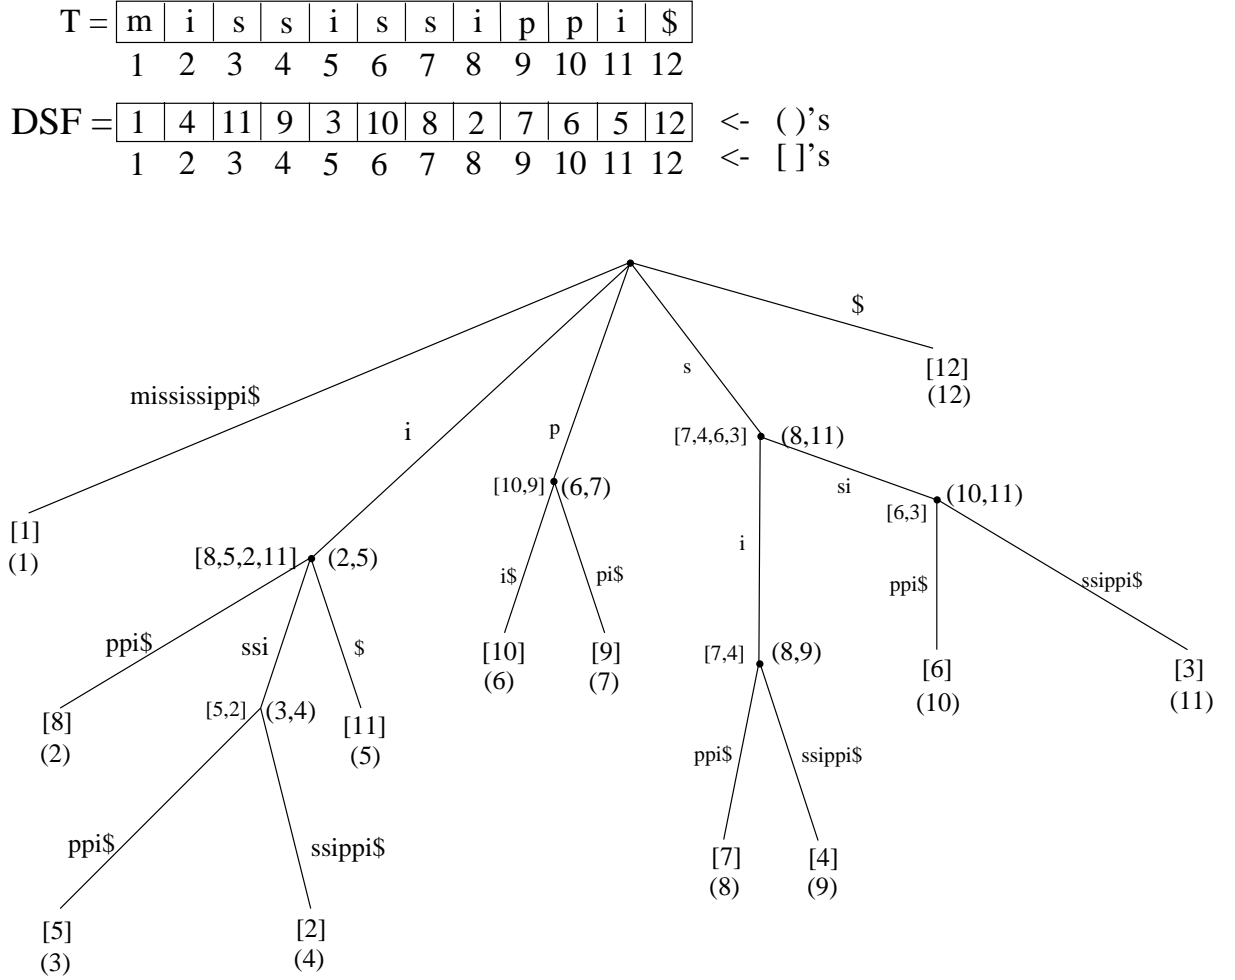 T = m i s s i s s i p p i $
1 2 3 4 5 6 7 8 9 10 11 12
DSF = 1 4 11 9 3 10 8 2 7 6 5 12 <- ( )'s
1 2 3 4 5 6 7 8 9 10 11 12 <- [ ]'s
$
[12]
(12)
s
mississippi$
i
p
[7,4,6,3] (8,11)
si
[10,9] (6,7)
[6,3] (10,11)
[1]
(1)
[8,5,2,11] (2,5)
i
i$ pi$
ppi$ ssippi$
ppi$ ssi $
[10] [9]
(6) (7)
[7,4] (8,9)
[6] [3]
(10) (11)
[8] [5,2] (3,4) [11]
(2) (5)
ppi$ ssippi$
ppi$ ssippi$
[7] [4]
(8) (9)
[5] [2]
(3) (4)